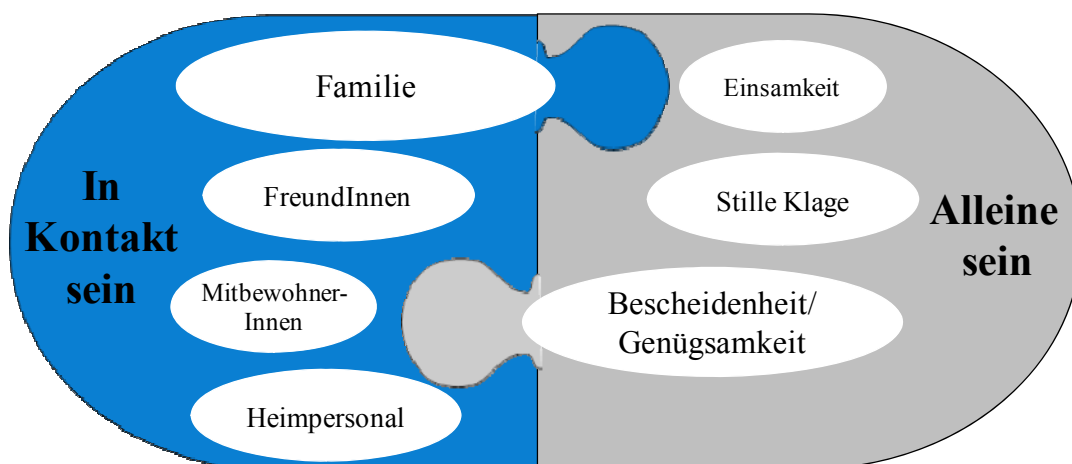 In
Kontakt
sein
Familie
FreundInnen
Mitbewohner-
Innen
Heimpersonal
Einsamkeit
Stille Klage
Bescheidenheit/
Genügsamkeit
Alleine
sein